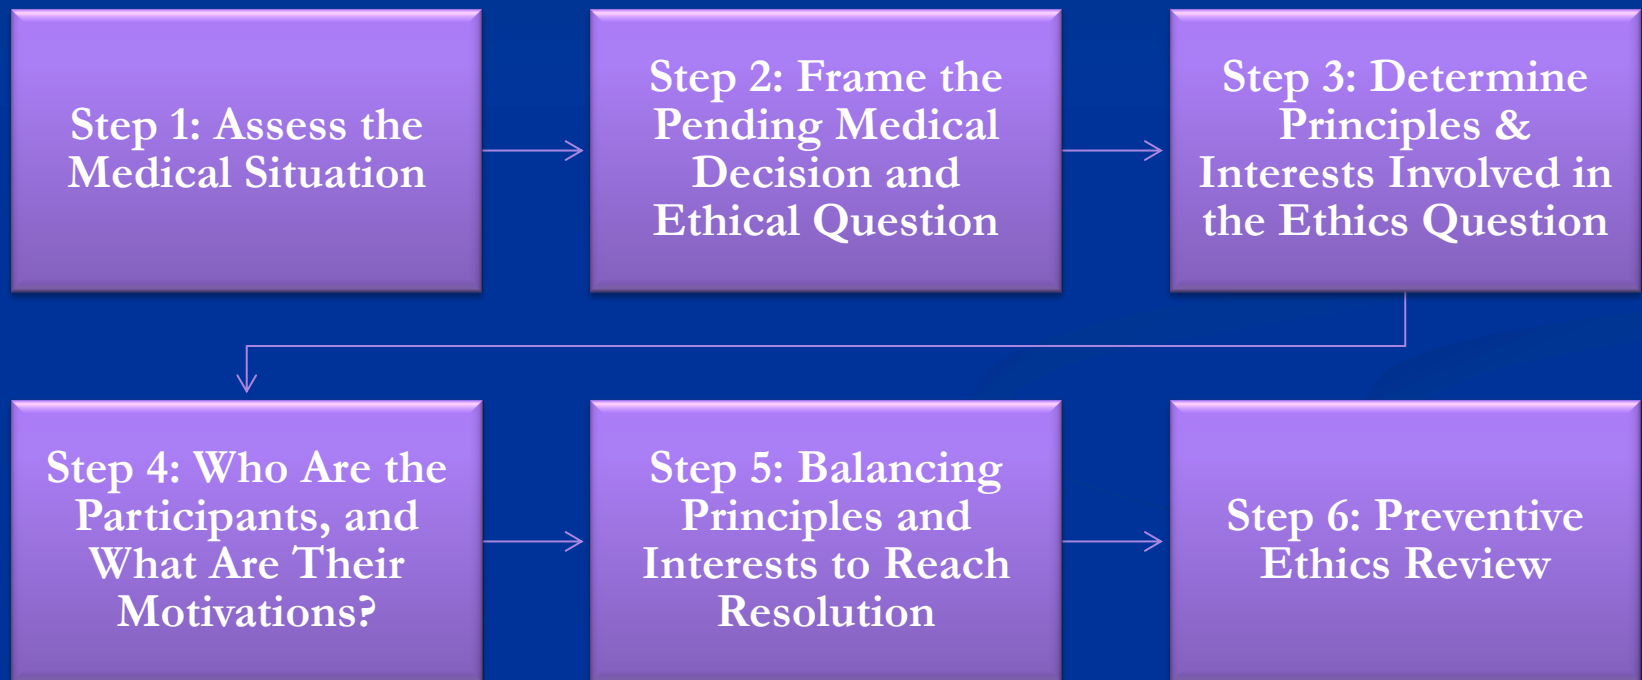 Step 1: Assess the
Medical Situation
Step 2: Frame the
Pending Medical
Decision and
Ethical Question
Step 3: Determine
Principles &
Interests Involved in
the Ethics Question
Step 4: Who Are the
Participants, and
What Are Their
Motivations?
Step 5: Balancing
Principles and
Interests to Reach
Resolution
Step 6: Preventive
Ethics Review